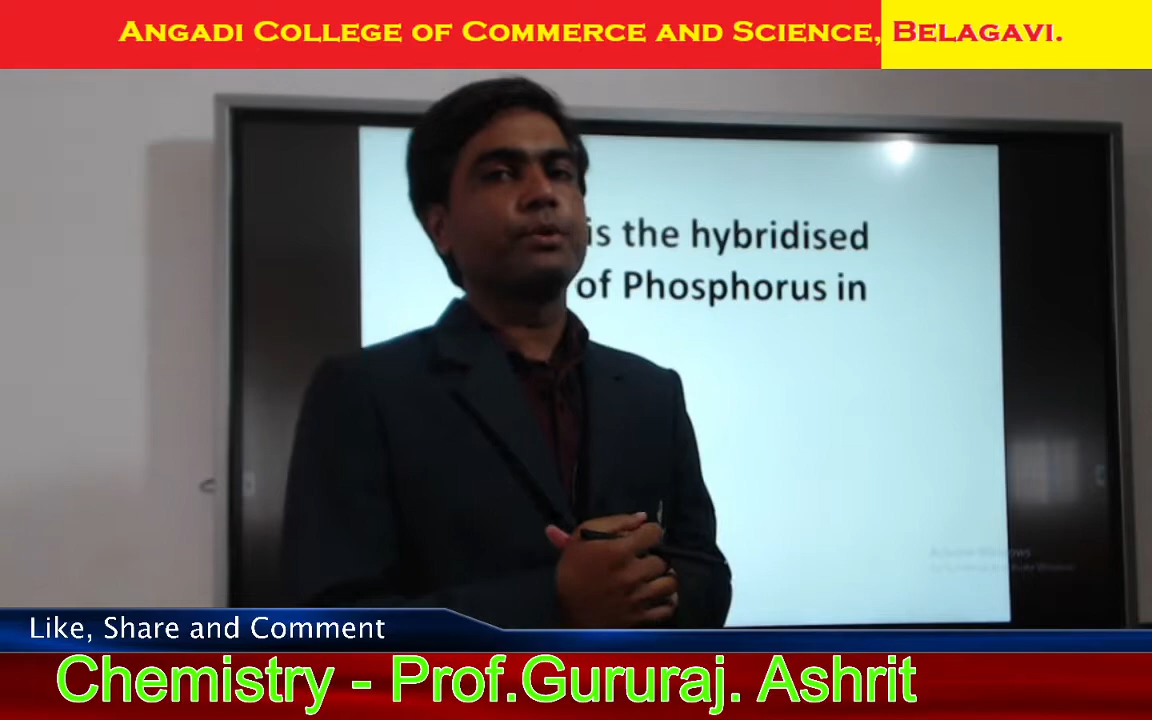 ANGADI COLLEGE OF COMMERCE AND SCIENCE, BELAGAVI.
is the hybridised
of Phosphorus in
Like, Share and Comment
Chemistry - Prof.Gururaj. Ashrit